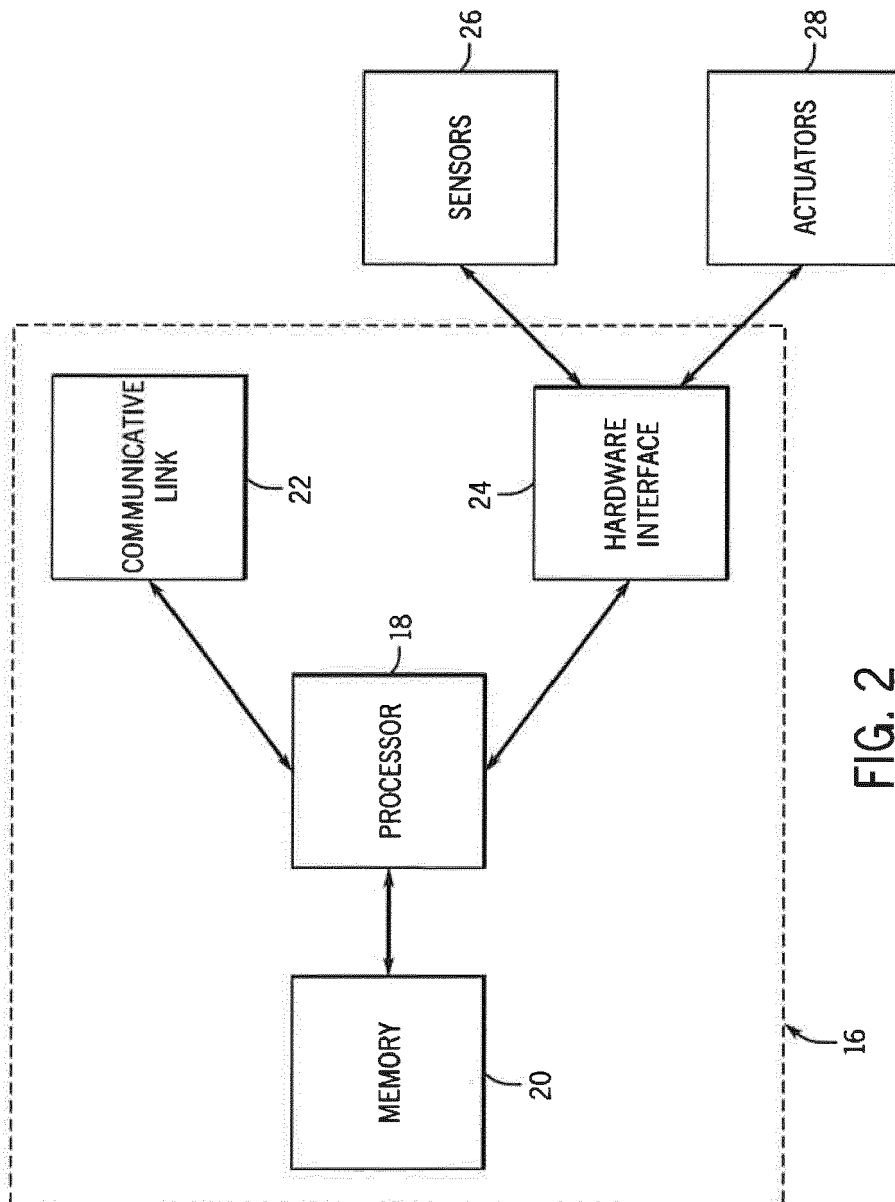 26
SENSORS
28
ACTUATORS
COMMUNICATIVE
LINK
22
24
HARDWARE
INTERFACE
18
PROCESSOR
MEMORY
20
16
FIG. 2